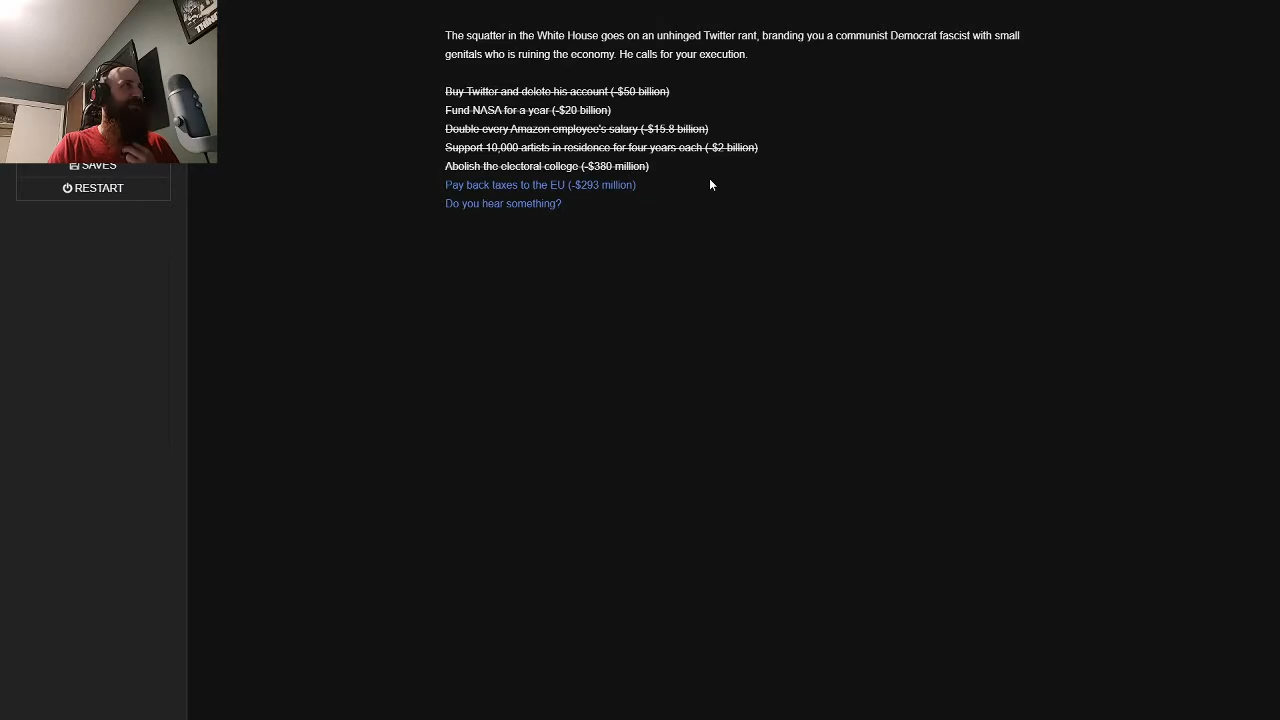 The squatter in the White House goes on an unhinged Twitter rant, branding you a communist Democrat fascist with small
genitals who is ruining the economy. He calls for your execution.
Buy Twitter and delete his account (-$50 billion)
Fund NASA for a year (-$20 billion)
Double every Amazon employee's salary (-$15.8 billion)
Support 10,000 artists in residence for four years each (-$2 billion)
Abolish the electoral college (-$380 million)
Pay back taxes to the EU (-$293 million)
Do you hear something?
SAVES
RESTART